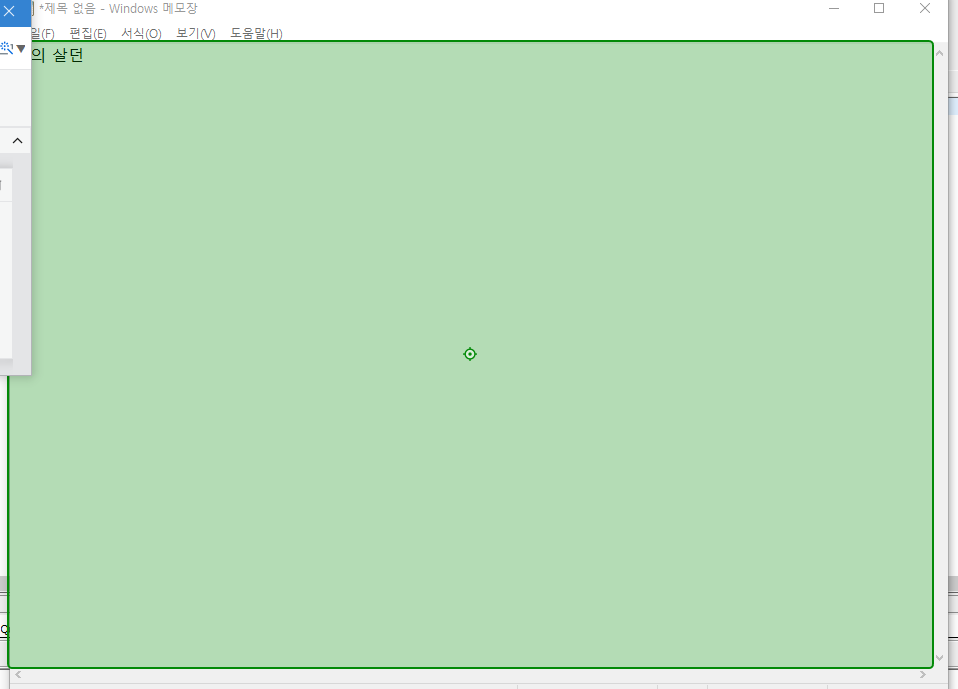 *제목 없음 - Windows 메모장
일(F) 편집(E) 서식(O) 보기(V) 도움말(H)
의 살던
Q